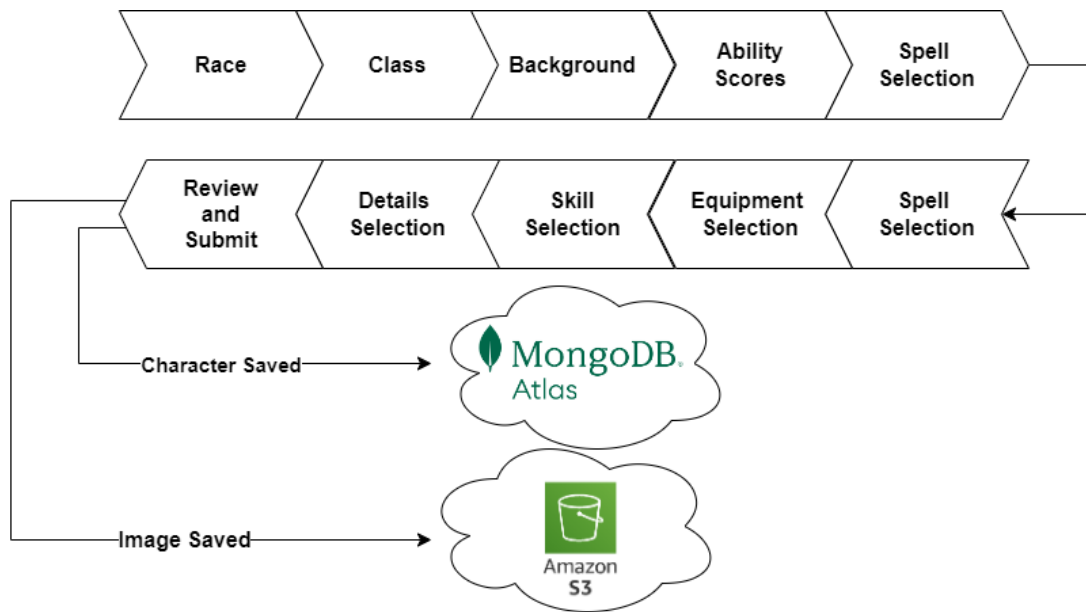 Race
Class
Background
Ability
Scores
Spell
Selection
Review
and
Submit
Details
Selection
Skill
Selection
Equipment
Selection
Spell
Selection
Character Saved
MongoDB®
Atlas
Image Saved
Amazon
S3